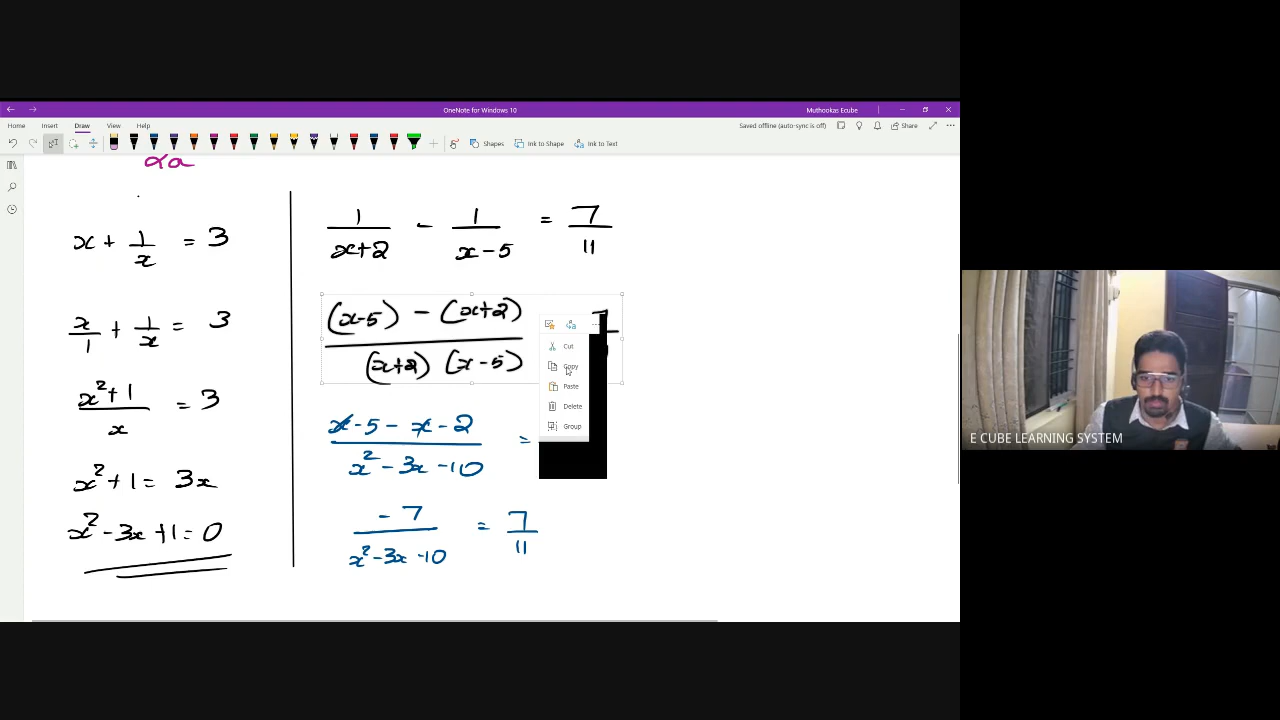 OneNote for Windows 10
Muthookas Ecube
Home Insert Draw View Help
Saved offline (auto-sync is off)
Share
Shapes
Ink to Shape
Ink to Text
αa
x + 1/x = 3
x/1 + 1/x = 3
x² + 1 / x = 3
x² + 1 = 3x
x² - 3x + 1 = 0
1/x+2 - 1/x-5 = 7/11
(x-5) - (x+2) / (x+2) (x-5)
x - 5 - x - 2 / x² - 3x - 10 =
-7 / x² - 3x - 10 = 7/11
Cut
Copy
Paste
Delete
Group
E CUBE LEARNING SYSTEM